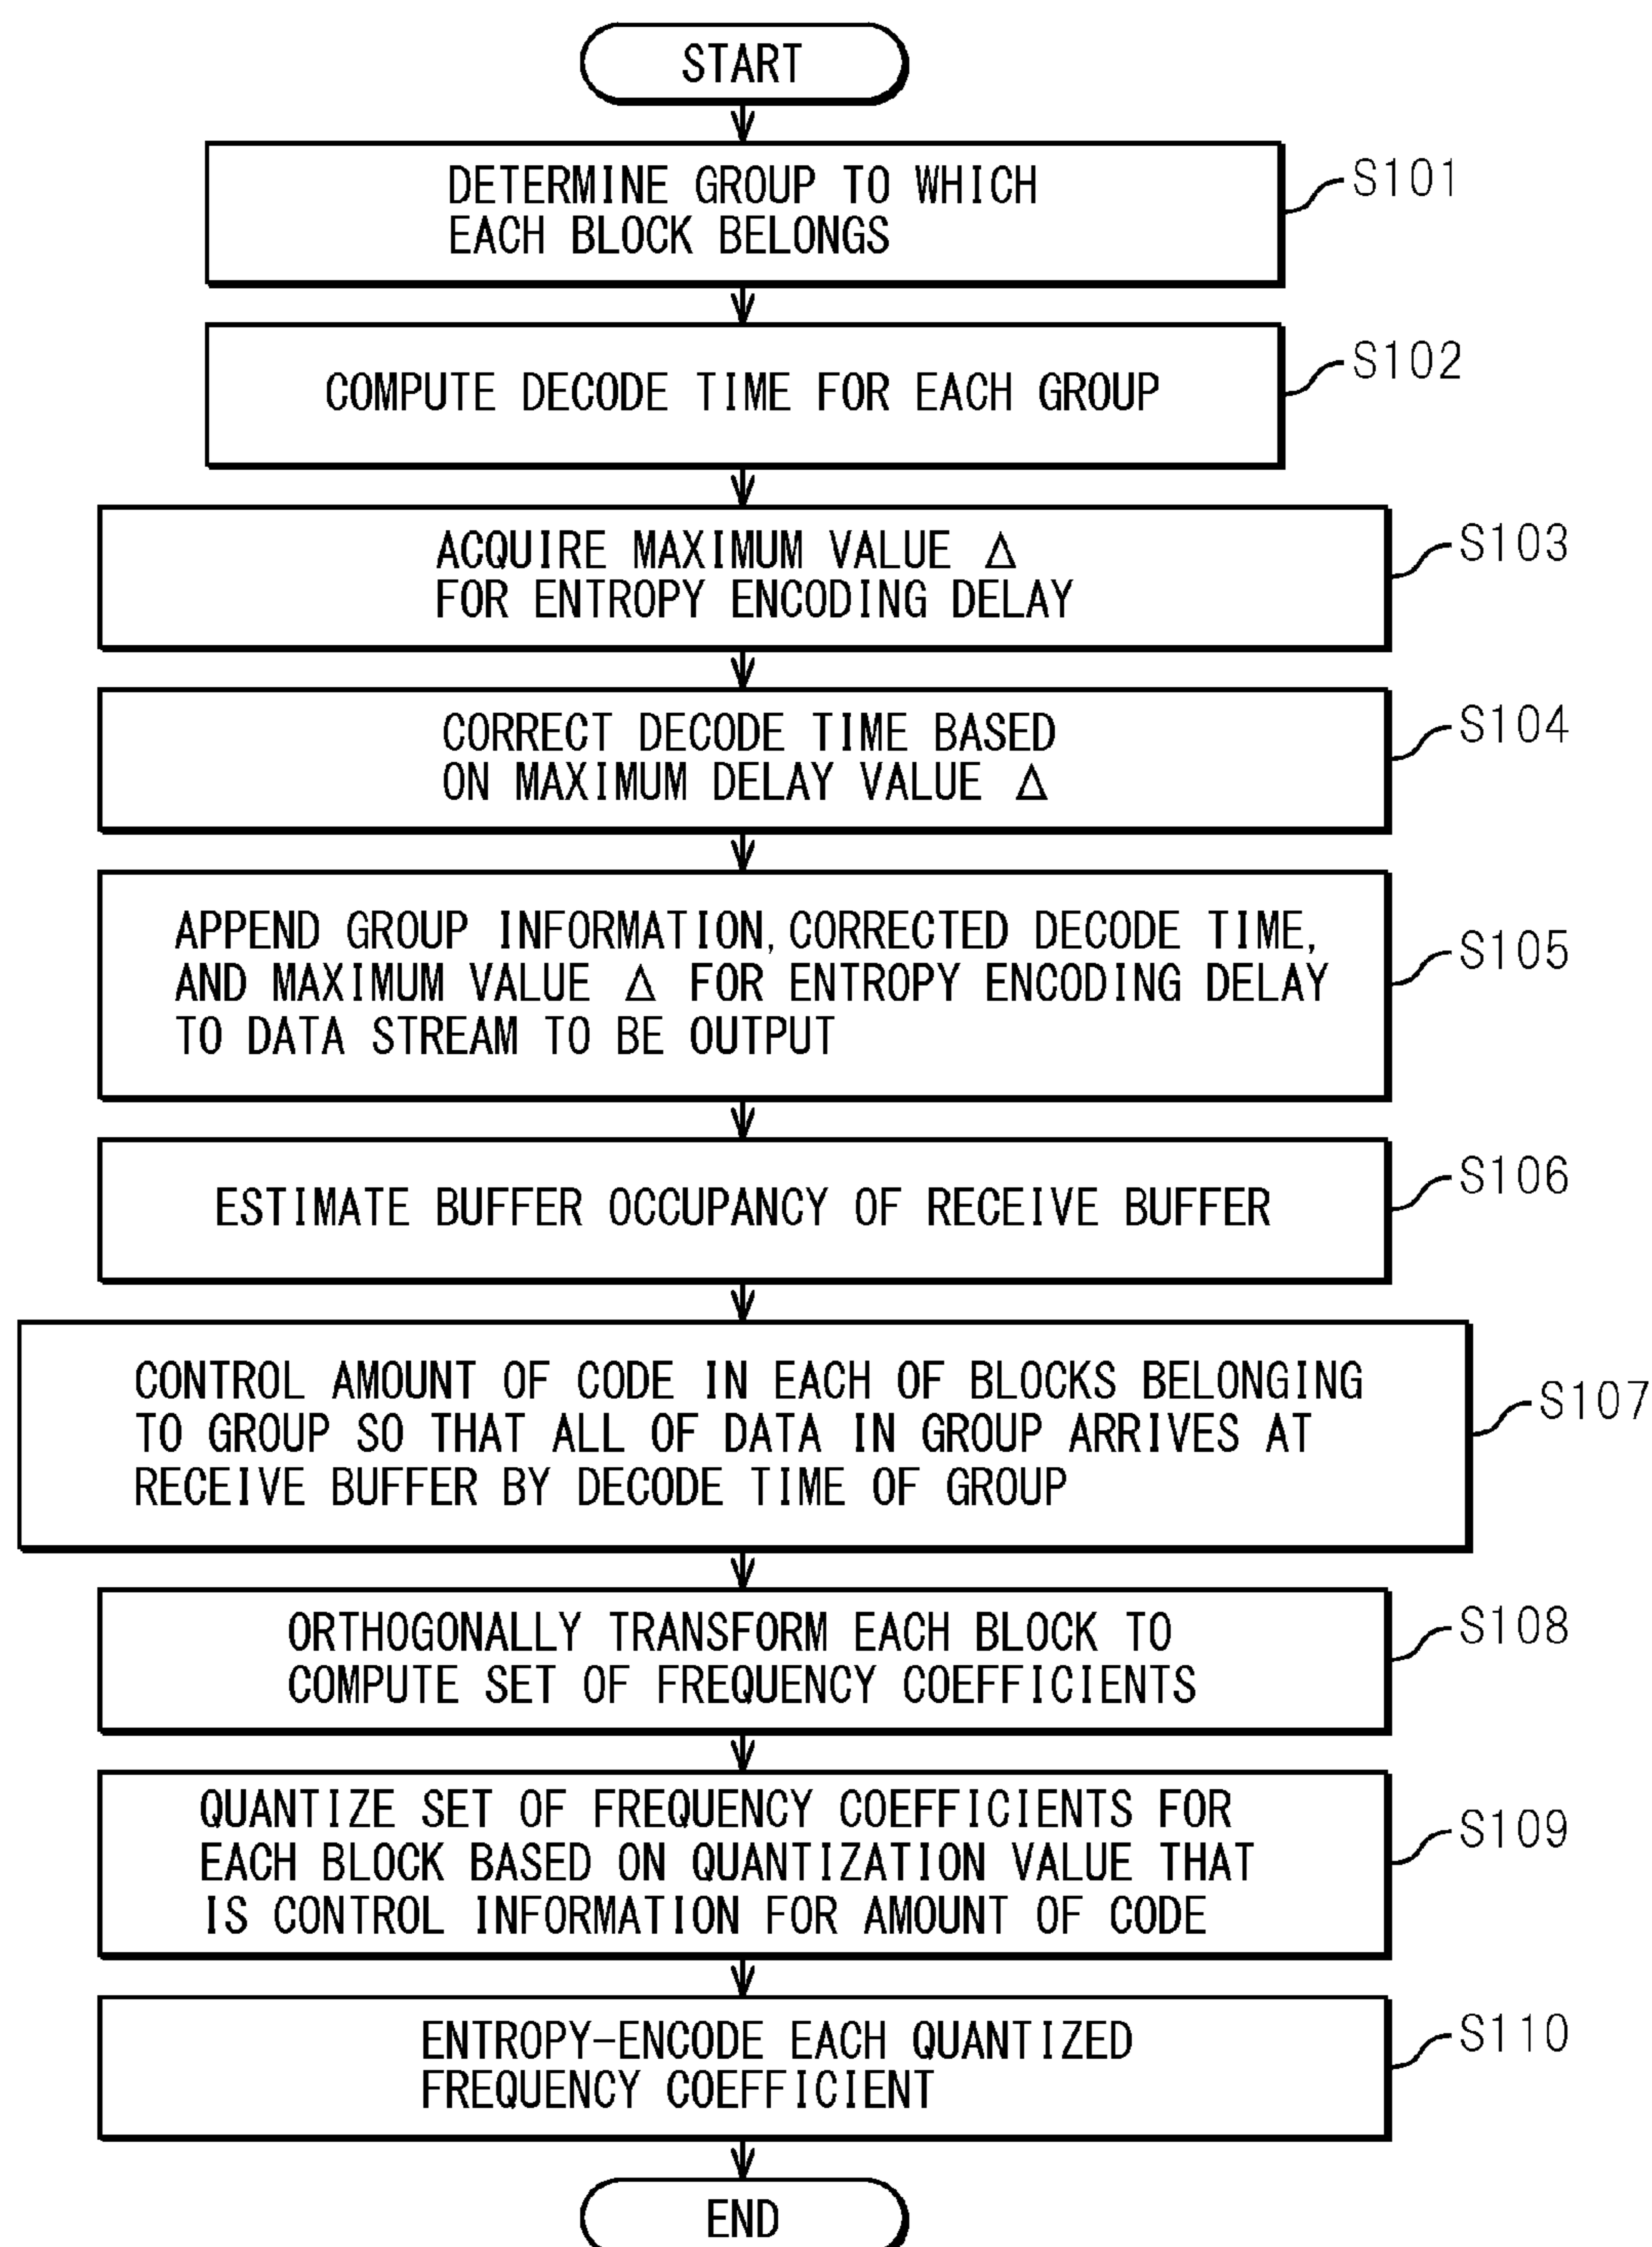 START
DETERMINE GROUP TO WHICH
EACH BLOCK BELONGS
S101
COMPUTE DECODE TIME FOR EACH GROUP
S102
ACQUIRE MAXIMUM VALUE Δ
FOR ENTROPY ENCODING DELAY
S103
CORRECT DECODE TIME BASED
ON MAXIMUM DELAY VALUE Δ
S104
APPEND GROUP INFORMATION, CORRECTED DECODE TIME,
AND MAXIMUM VALUE Δ FOR ENTROPY ENCODING DELAY
TO DATA STREAM TO BE OUTPUT
S105
ESTIMATE BUFFER OCCUPANCY OF RECEIVE BUFFER
S106
CONTROL AMOUNT OF CODE IN EACH OF BLOCKS BELONGING
TO GROUP SO THAT ALL OF DATA IN GROUP ARRIVES AT
RECEIVE BUFFER BY DECODE TIME OF GROUP
S107
ORTHOGONALLY TRANSFORM EACH BLOCK TO
COMPUTE SET OF FREQUENCY COEFFICIENTS
S108
QUANTIZE SET OF FREQUENCY COEFFICIENTS FOR
EACH BLOCK BASED ON QUANTIZATION VALUE THAT
IS CONTROL INFORMATION FOR AMOUNT OF CODE
S109
ENTROPY-ENCODE EACH QUANTIZED
FREQUENCY COEFFICIENT
S110
END